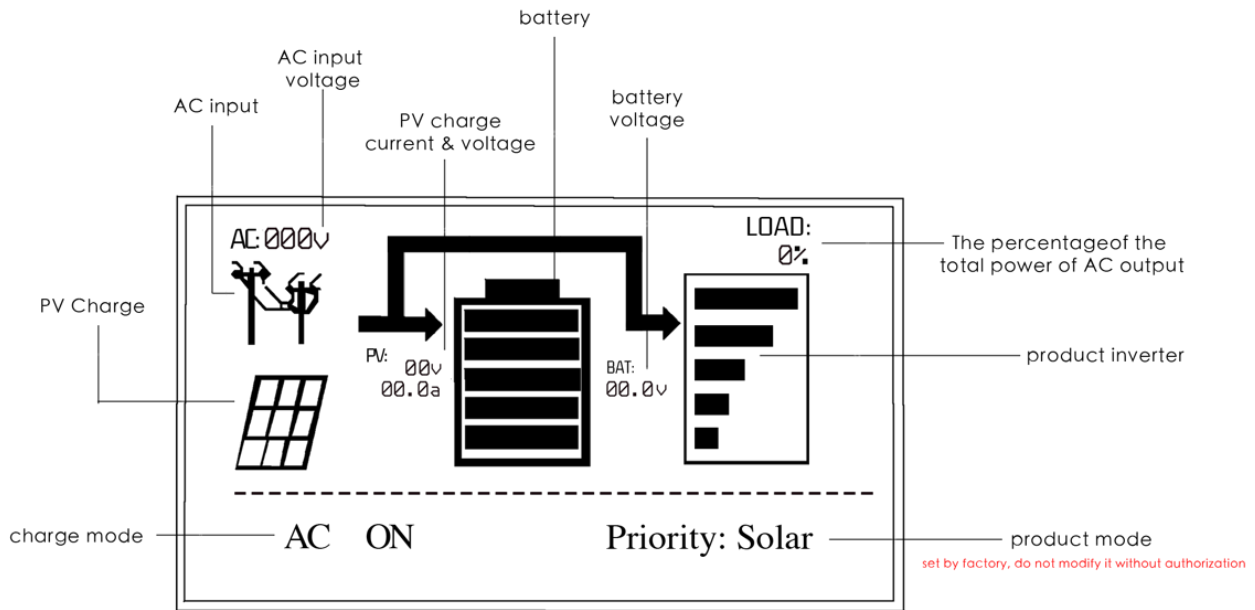 battery
AC input
voltage
AC input
PV charge
current & voltage
battery
voltage
AC:000v
LOAD:
0%
The percentageof the
total power of AC output
PV Charge
PV:
00v
00.0a
BAT:
00.0v
product inverter
charge mode
AC ON
Priority: Solar
product mode
set by factory, do not modify it without authorization